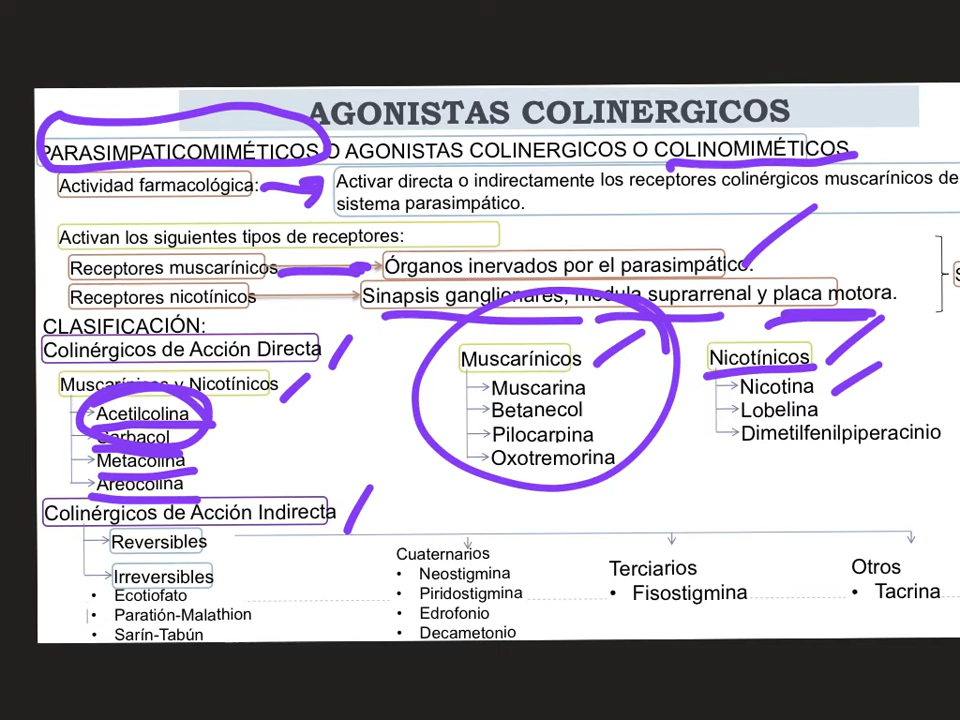 AGONISTAS COLINERGICOS
PARASIMPATICOMIMÉTICOS O AGONISTAS COLINERGICOS O COLINOMIMÉTICOS
Actividad farmacológica:
Activar directa o indirectamente los receptores colinérgicos muscarínicos de
sistema parasimpático.
Activan los siguientes tipos de receptores:
Receptores muscarínicos
Órganos inervados por el parasimpático.
Receptores nicotínicos
Sinapsis ganglionares, medula suprarrenal y placa motora.
CLASIFICACIÓN:
Colinérgicos de Acción Directa
Muscarínicos y Nicotínicos
Acetilcolina
Carbacol
Metacolina
Areocolina
Muscarínicos
Muscarina
Betanecol
Pilocarpina
Oxotremorina
Nicotínicos
Nicotina
Lobelina
Dimetilfenilpiperacinio
Colinérgicos de Acción Indirecta
Reversibles
Irreversibles
• Ecotiofato
• Paratión-Malathion
• Sarín-Tabún
Cuaternarios
• Neostigmina
• Piridostigmina
• Edrofonio
• Decametonio
Terciarios
• Fisostigmina
Otros
• Tacrina